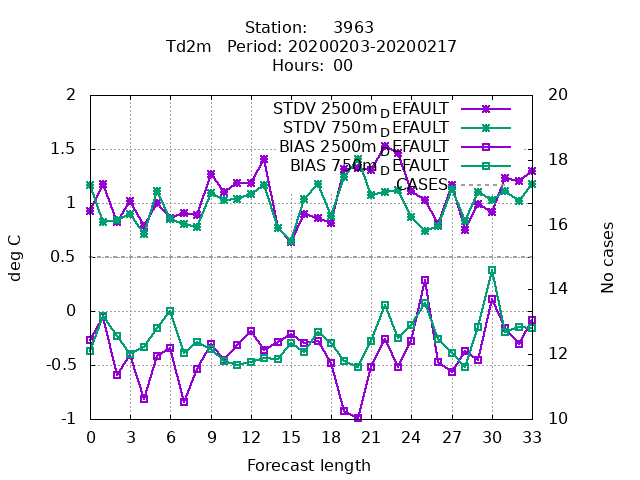 Station: 3963
Td2m Period: 20200203-20200217
Hours: 00
STDV 2500m_DEFAULT
STDV 750m_DEFAULT
BIAS 2500m_DEFAULT
BIAS 750m_DEFAULT
CASES
2
1.5
1
0.5
0
-0.5
-1
deg C
20
18
16
14
12
10
No cases
0 3 6 9 12 15 18 21 24 27 30 33
Forecast length